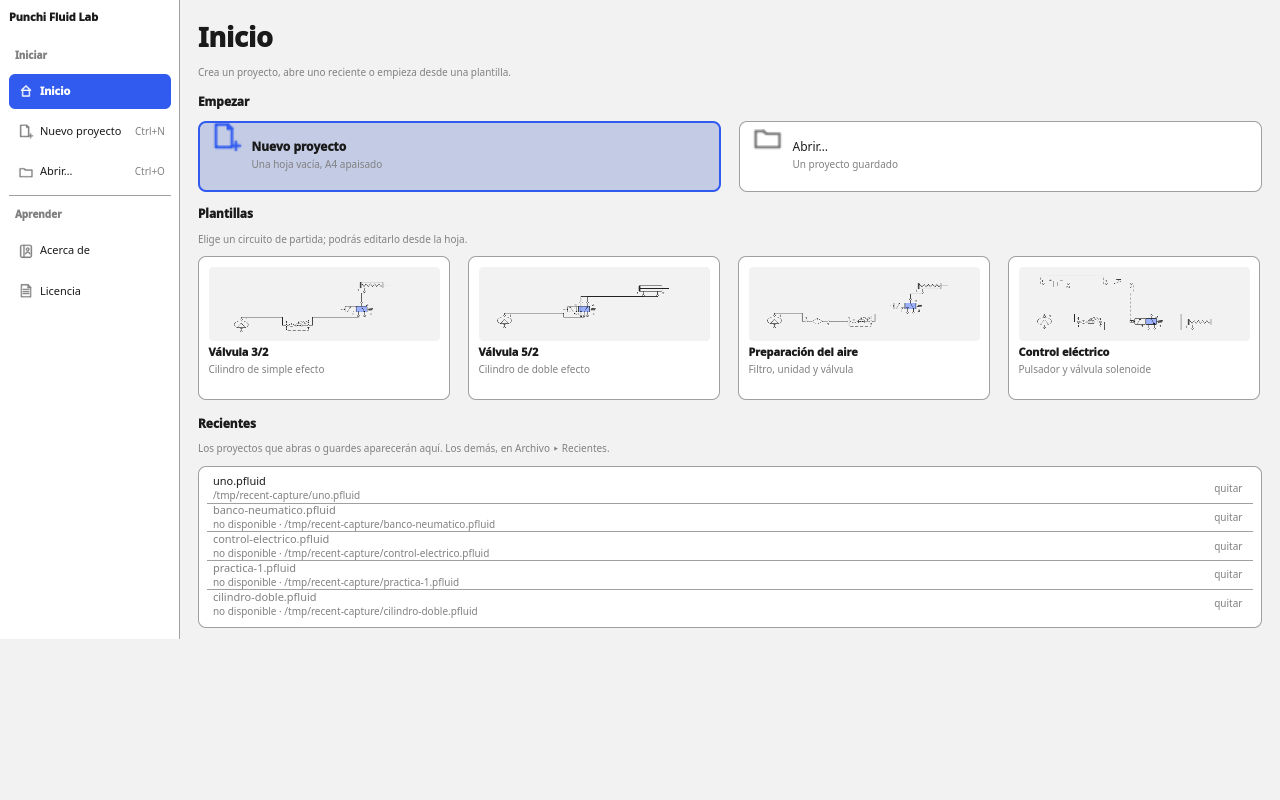 Punchi Fluid Lab
Iniciar
Inicio
Nuevo proyecto Ctrl+N
Abrir... Ctrl+O
Aprender
Acerca de
Licencia
Inicio
Crea un proyecto, abre uno reciente o empieza desde una plantilla.
Empezar
Nuevo proyecto
Una hoja vacía, A4 apaisado
Abrir...
Un proyecto guardado
Plantillas
Elige un circuito de partida; podrás editarlo desde la hoja.
Válvula 3/2
Cilindro de simple efecto
Válvula 5/2
Cilindro de doble efecto
Preparación del aire
Filtro, unidad y válvula
Control eléctrico
Pulsador y válvula solenoide
Recientes
Los proyectos que abras o guardes aparecerán aquí. Los demás, en Archivo ▸ Recientes.
uno.pfluid
/tmp/recent-capture/uno.pfluid
quitar
banco-neumatico.pfluid
no disponible · /tmp/recent-capture/banco-neumatico.pfluid
quitar
control-electrico.pfluid
no disponible · /tmp/recent-capture/control-electrico.pfluid
quitar
practica-1.pfluid
no disponible · /tmp/recent-capture/practica-1.pfluid
quitar
cilindro-doble.pfluid
no disponible · /tmp/recent-capture/cilindro-doble.pfluid
quitar